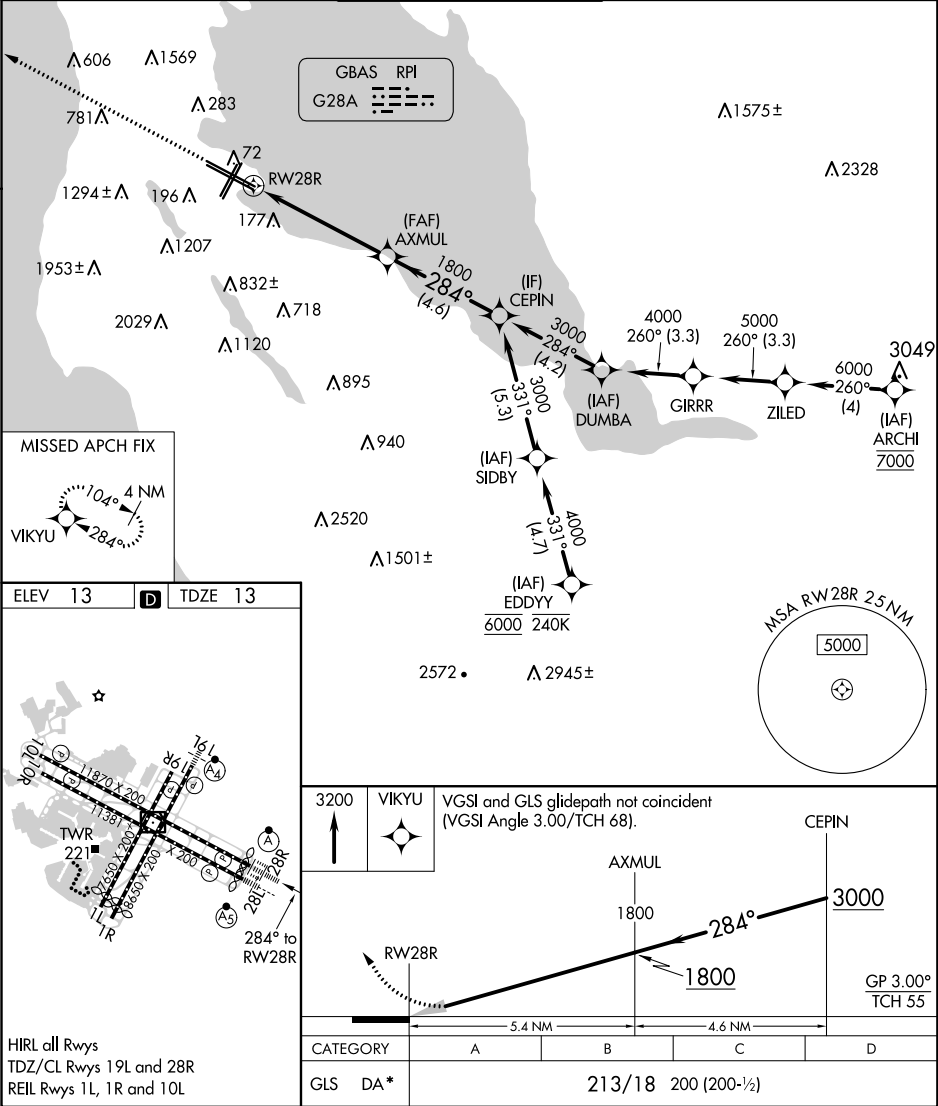 GBAS RPI
G28A
606
1569
283
781
72
RW28R
1294±
196
177
1207
1953±
832±
718
2029
1120
895
940
2520
1501±
2572
2945±
1575±
2328
3049
(FAF)
AXMUL
1800
284°
(4.6)
(IF)
CEPIN
3000
284°
(4.2)
3000
331°
(5.3)
(IAF)
DUMBA
4000
260° (3.3)
GIRRR
5000
260° (3.3)
ZILED
6000
260°
(4)
(IAF)
ARCHI
7000
(IAF)
SIDBY
4000
331°
(4.7)
(IAF)
EDDYY
6000 240K
MISSED APCH FIX
VIKYU
104°
4 NM
284°
MSA RW28R 25 NM
5000
ELEV 13
D
TDZE 13
10L
10R
19R
19L
A4
P
P
P
P
11870 X 200
11381 X 200
7650 X 200
8650 X 200
TWR
221
P
P
A
28R
28L
A5
1L
1R
284° to
RW28R
HIRL all Rwys
TDZ/CL Rwys 19L and 28R
REIL Rwys 1L, 1R and 10L
3200
VIKYU
VGSI and GLS glidepath not coincident
(VGSI Angle 3.00/TCH 68).
CEPIN
AXMUL
1800
284°
3000
RW28R
1800
GP 3.00°
TCH 55
5.4 NM
4.6 NM
CATEGORY A B C D
GLS DA* 213/18 200 (200-½)